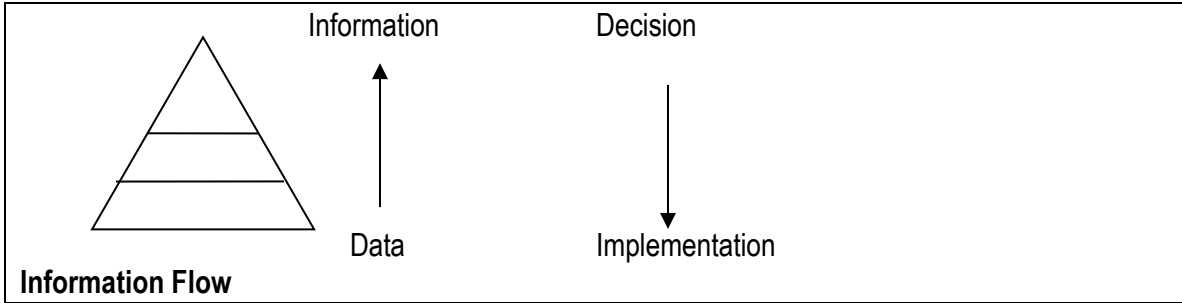 Information Decision
Data Implementation
Information Flow